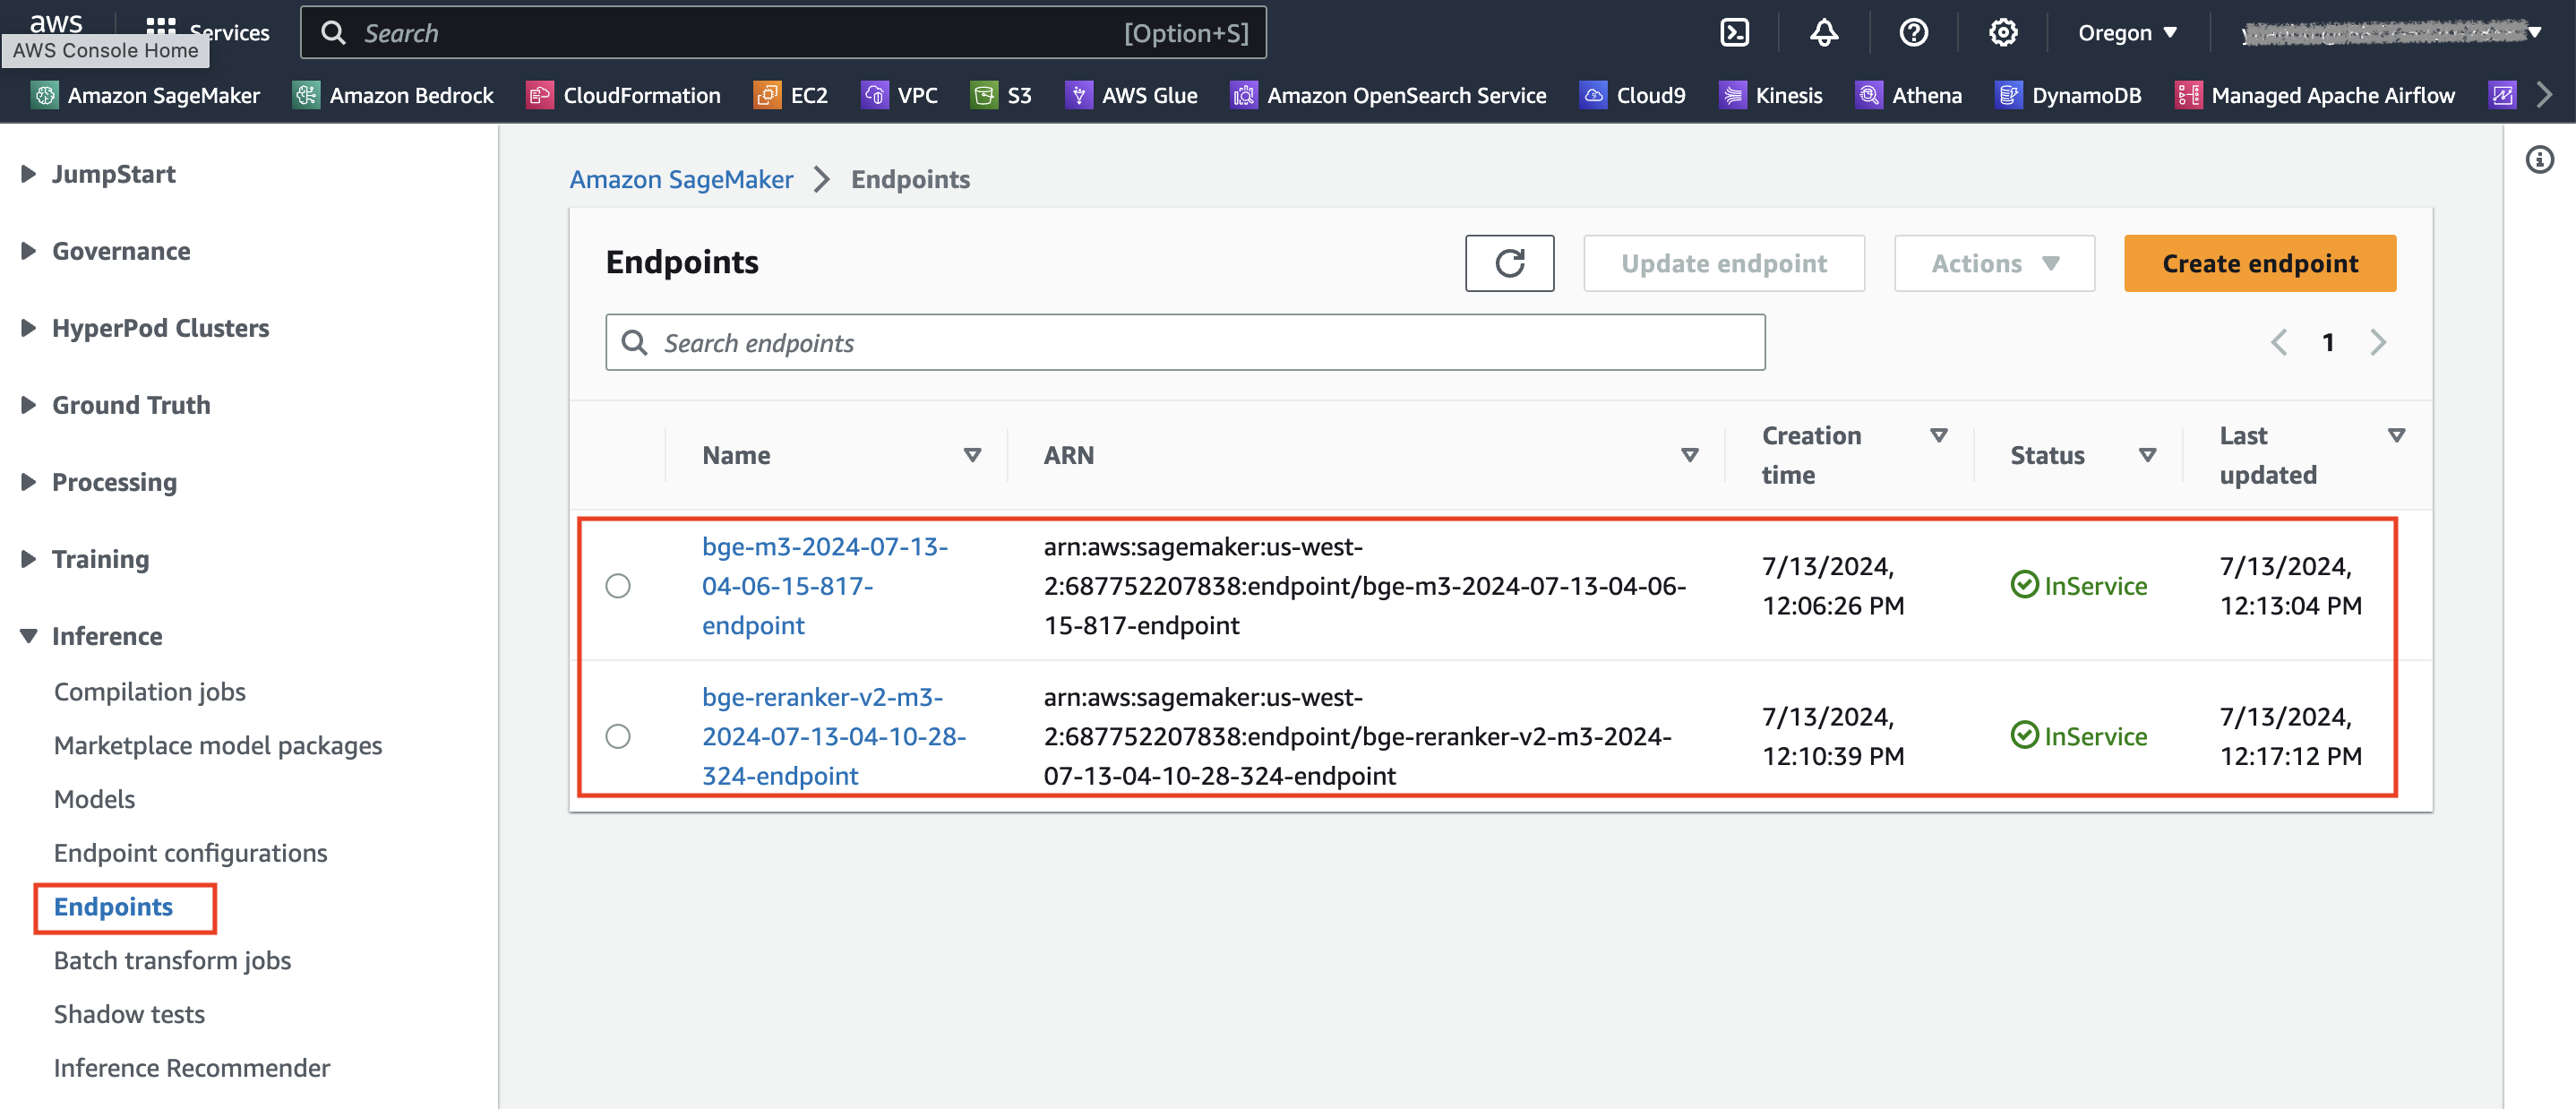 aws
Services
Search
[Option+S]
Oregon
AWS Console Home
Amazon SageMaker
Amazon Bedrock
CloudFormation
EC2
VPC
S3
AWS Glue
Amazon OpenSearch Service
Cloud9
Kinesis
Athena
DynamoDB
Managed Apache Airflow
JumpStart
Governance
HyperPod Clusters
Ground Truth
Processing
Training
Inference
Compilation jobs
Marketplace model packages
Models
Endpoint configurations
Endpoints
Batch transform jobs
Shadow tests
Inference Recommender
Amazon SageMaker
Endpoints
Endpoints
Update endpoint
Actions
Create endpoint
Search endpoints
1
Name
ARN
Creation
time
Status
Last
updated
bge-m3-2024-07-13-
04-06-15-817-
endpoint
arn:aws:sagemaker:us-west-
2:687752207838:endpoint/bge-m3-2024-07-13-04-06-
15-817-endpoint
7/13/2024,
12:06:26 PM
InService
7/13/2024,
12:13:04 PM
bge-reranker-v2-m3-
2024-07-13-04-10-28-
324-endpoint
arn:aws:sagemaker:us-west-
2:687752207838:endpoint/bge-reranker-v2-m3-2024-
07-13-04-10-28-324-endpoint
7/13/2024,
12:10:39 PM
InService
7/13/2024,
12:17:12 PM